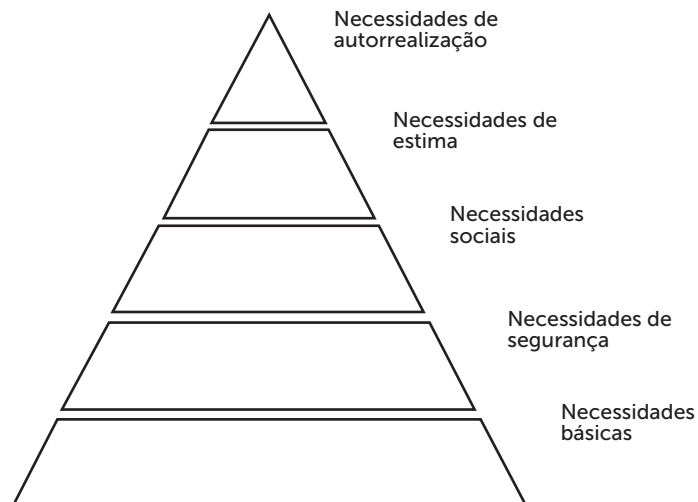 Necessidades de
autorrealização
Necessidades de
estima
Necessidades
sociais
Necessidades de
segurança
Necessidades
básicas